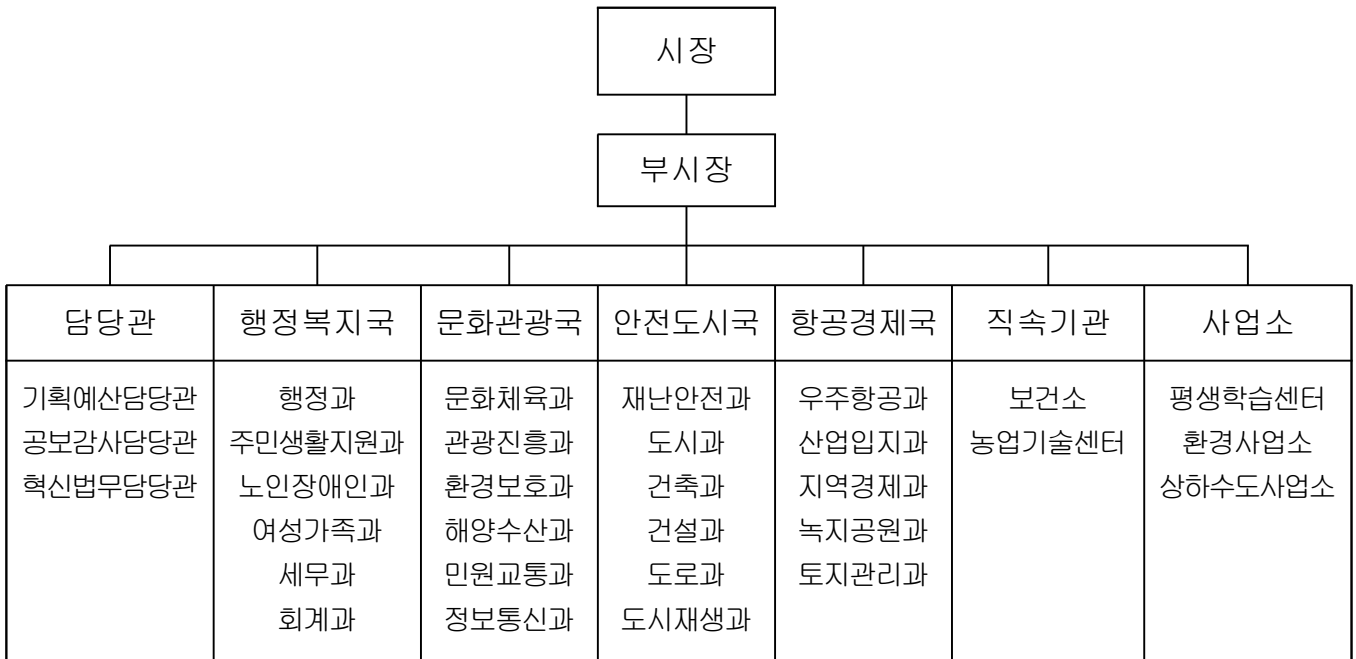 시장
부시장
담당관
행정복지국
문화관광국
안전도시국
항공경제국
직속기관
사업소
기획예산담당관
공보감사담당관
혁신법무담당관
행정과
주민생활지원과
노인장애인과
여성가족과
세무과
회계과
문화체육과
관광진흥과
환경보호과
해양수산과
민원교통과
정보통신과
재난안전과
도시과
건축과
건설과
도로과
도시재생과
우주항공과
산업입지과
지역경제과
녹지공원과
토지관리과
보건소
농업기술센터
평생학습센터
환경사업소
상하수도사업소